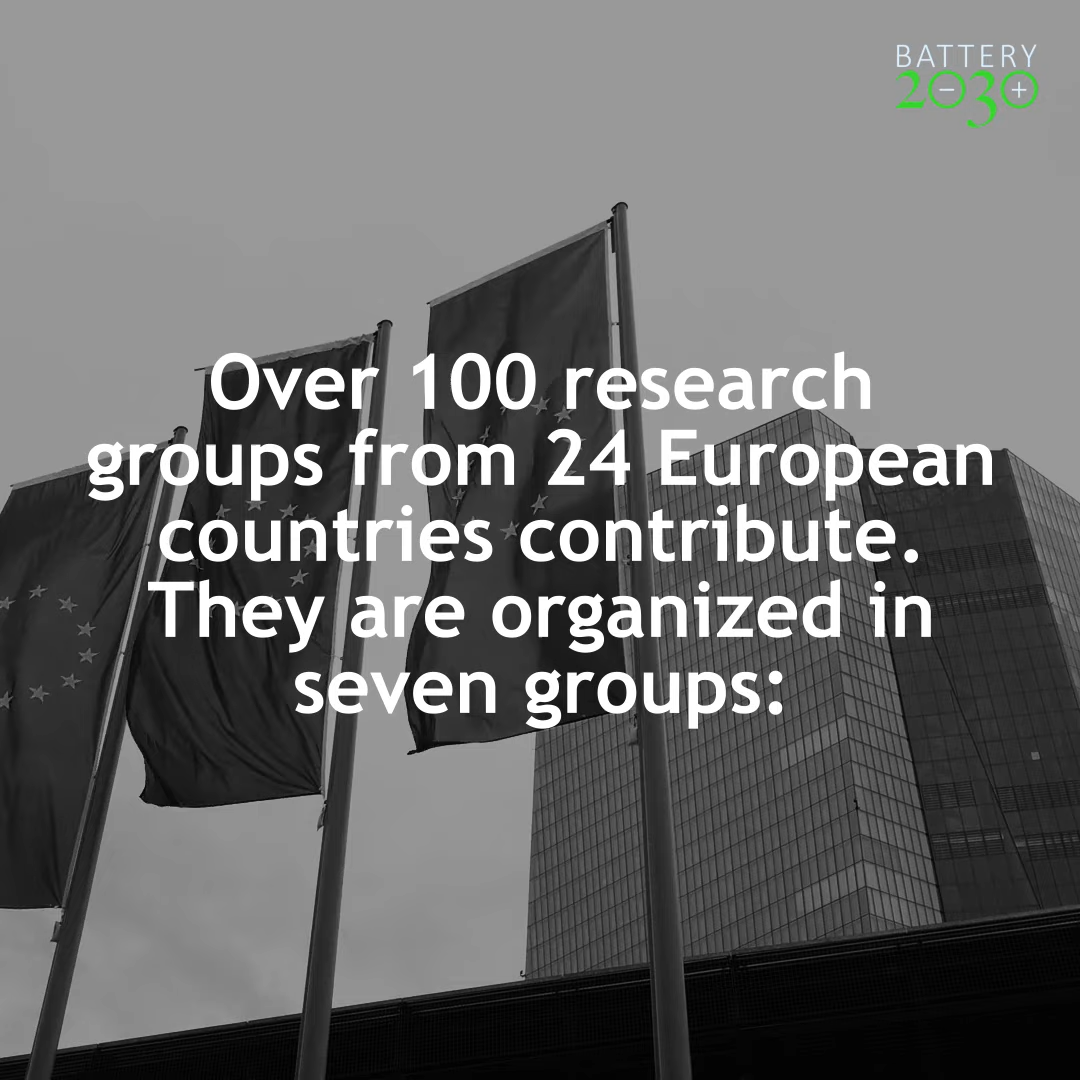 BATTERY
2030
Over 100 research
groups from 24 European
countries contribute.
They are organized in
seven groups: